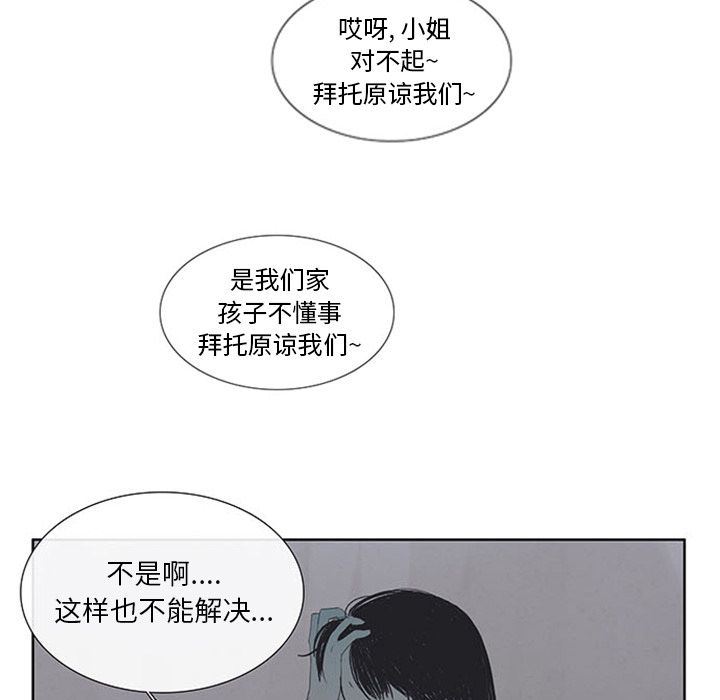 哎呀, 小姐
对不起~
拜托原谅我们~
是我们家
孩子不懂事
拜托原谅我们~
不是啊....
这样也不能解决...